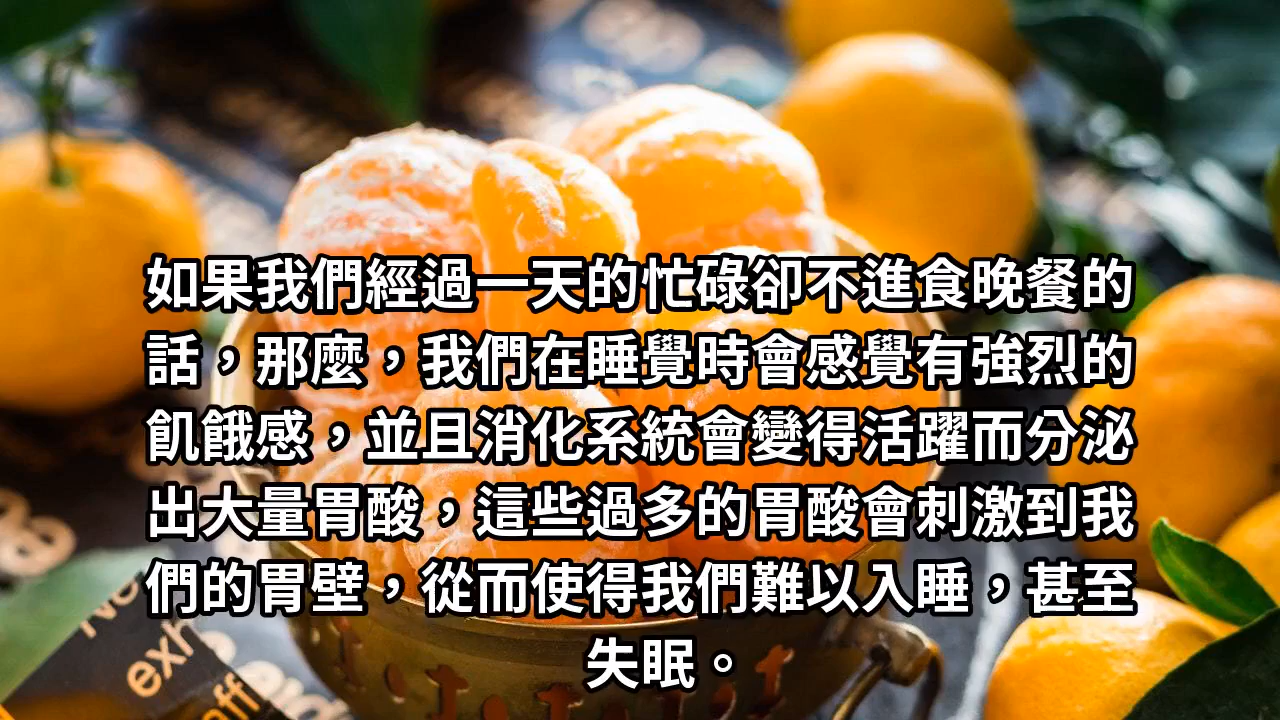 如果我們經過一天的忙碌卻不進食晚餐的
話，那麼，我們在睡覺時會感覺有強烈的
飢餓感，並且消化系統會變得活躍而分泌
出大量胃酸，這些過多的胃酸會刺激到我
們的胃壁，從而使得我們難以入睡，甚至
失眠。